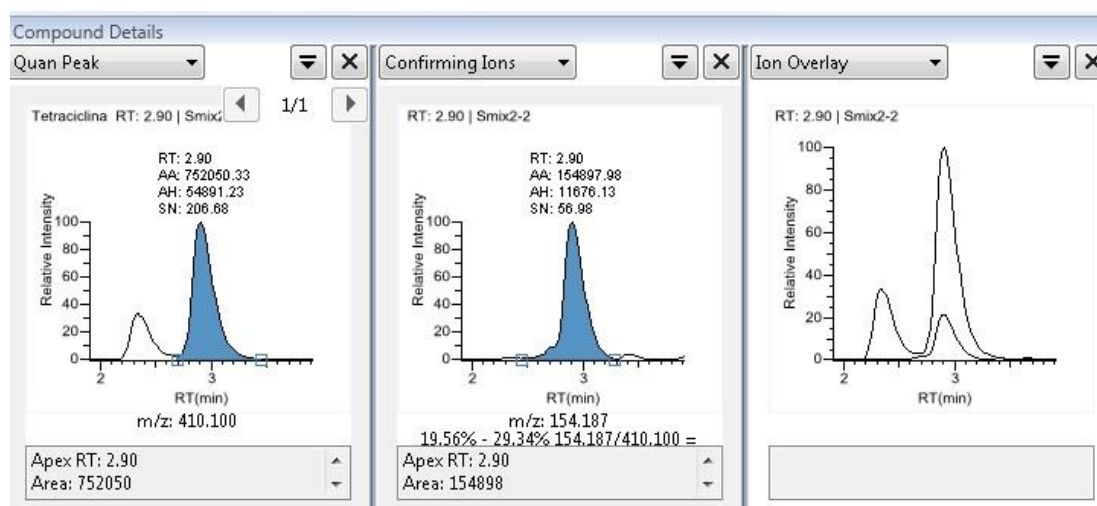 Compound Details
Quan Peak
Confirming Ions
Ion Overlay
1/1
Tetraciclina RT: 2.90 | Smix2
RT: 2.90
AA: 752050.33
AH: 54891.23
SN: 206.68
Relative Intensity
100
80
60
40
20
0
2 3
RT(min)
m/z: 410.100
Apex RT: 2.90
Area: 752050
RT: 2.90 | Smix2-2
RT: 2.90
AA: 154897.98
AH: 11676.13
SN: 56.98
Relative Intensity
100
80
60
40
20
0
2 3
RT(min)
m/z: 154.187
19.56% - 29.34% 154.187/410.100 =
Apex RT: 2.90
Area: 154898
RT: 2.90 | Smix2-2
Relative Intensity
100
80
60
40
20
0
2 3
RT(min)